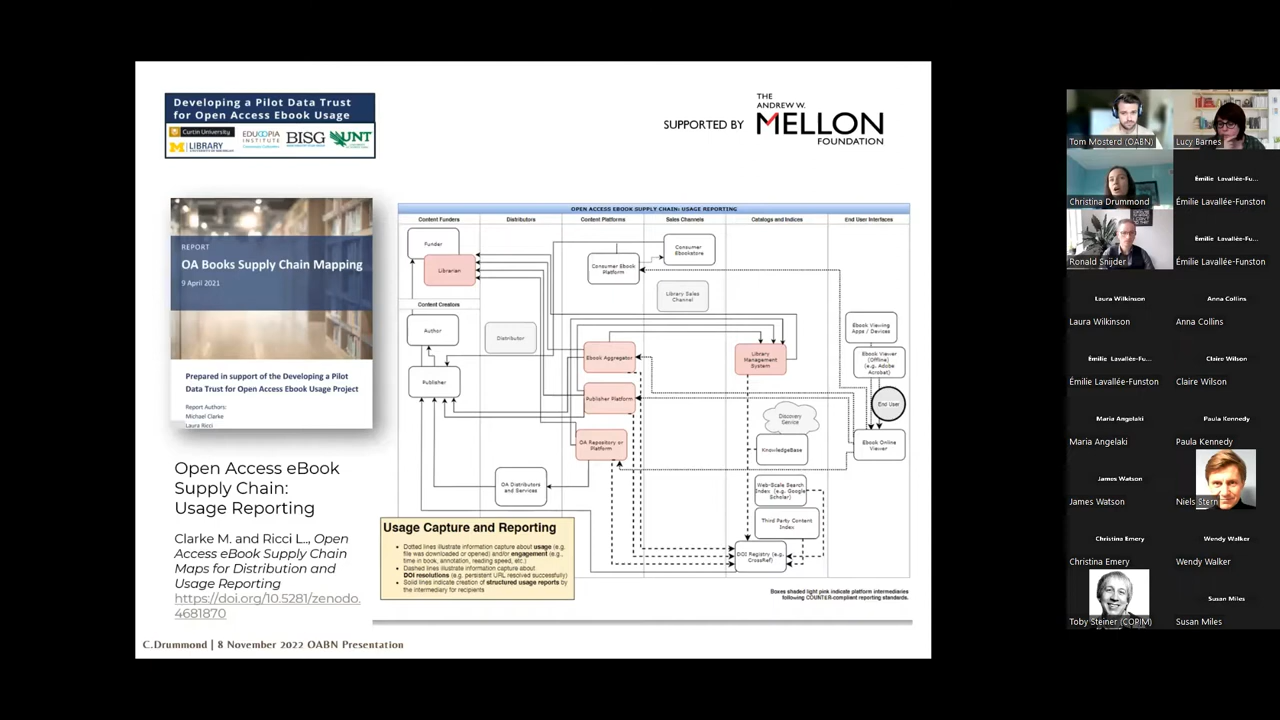 Developing a Pilot Data Trust
for Open Access Ebook Usage
Curtin University
LIBRARY
EDUCOPIA
INSTITUTE
BISG
UNT
SUPPORTED BY
THE
ANDREW W.
MELLON
FOUNDATION
REPORT
OA Books Supply Chain Mapping
9 April 2021
Prepared in support of the Developing a Pilot
Data Trust for Open Access Ebook Usage Project
Report Authors:
Michael Clarke
Laura Ricci
Open Access eBook
Supply Chain:
Usage Reporting
Clarke M. and Ricci L., Open
Access eBook Supply Chain
Maps for Distribution and
Usage Reporting
https://doi.org/10.5281/zenodo.
4681870
OPEN ACCESS EBOOK SUPPLY CHAIN: USAGE REPORTING
Content Funders
Distributors
Content Platforms
Sales Channels
Catalogs and Indices
End User Interfaces
Funder
Librarian
Content Creators
Author
Publisher
Distributor
OA Distributors
and Services
Consumer Ebook
Platform
Consumer
Ebookstore
Library Sales
Channel
Ebook Aggregator
Publisher Platform
OA Repository or
Platform
Library
Management
System
Discovery
Service
KnowledgeBase
Web-Scale Search
Index (e.g. Google
Scholar)
Third Party Content
Index
DOI Registry (e.g.
CrossRef)
Ebook Viewing
Apps / Devices
Ebook Viewer
(Offline)
(e.g. Adobe
Acrobat)
End User
Ebook Online
Viewer
Usage Capture and Reporting
Dotted lines illustrate information capture about usage (e.g.
file was downloaded or opened) and/or engagement (e.g.,
time in book, annotation, reading speed, etc.)
Dashed lines illustrate information capture about
DOI resolutions (e.g. persistent URL resolved successfully)
Solid lines indicate creation of structured usage reports by
the intermediary for recipients
Boxes shaded light pink indicate platform intermediaries
following COUNTER-compliant reporting standards.
C.Drummond | 8 November 2022 OABN Presentation
Tom Mosterd (OABN)
Lucy Barnes
Christina Drummond
Émilie Lavallée-Fu...
Émilie Lavallée-Funston
Ronald Snijder
Émilie Lavallée-Fu...
Émilie Lavallée-Funston
Laura Wilkinson
Anna Collins
Laura Wilkinson
Anna Collins
Émilie Lavallée-Fu...
Claire Wilson
Émilie Lavallée-Funston
Claire Wilson
Maria Angelaki
Paula Kennedy
Maria Angelaki
Paula Kennedy
James Watson
James Watson
Niels Stern
Christina Emery
Wendy Walker
Christina Emery
Wendy Walker
Susan Miles
Toby Steiner (COPIM)
Susan Miles